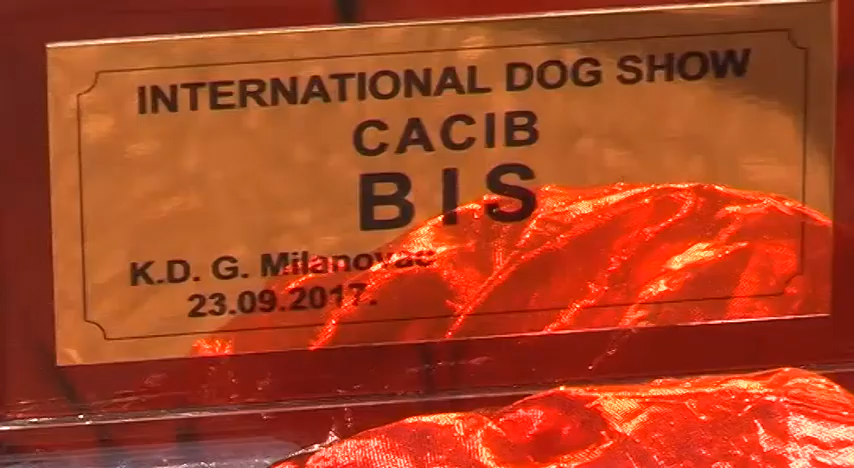 INTERNATIONAL DOG SHOW
CACIB
BIS
K.D. G. Milanovac
23.09.2017.